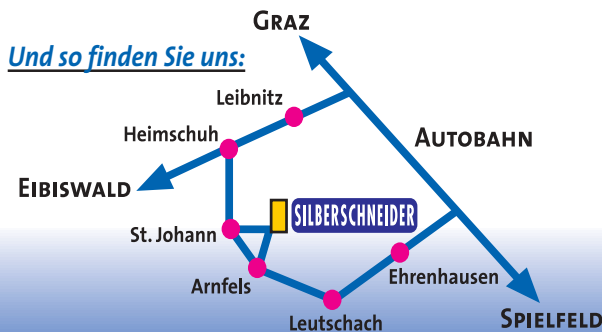 GRAZ
Und so finden Sie uns:
Leibnitz
Heimschuh
AUTOBAHN
EIBISWALD
SILBERSCHNEIDER
St. Johann
Arnfels
Ehrenhausen
Leutschach
SPIELFELD